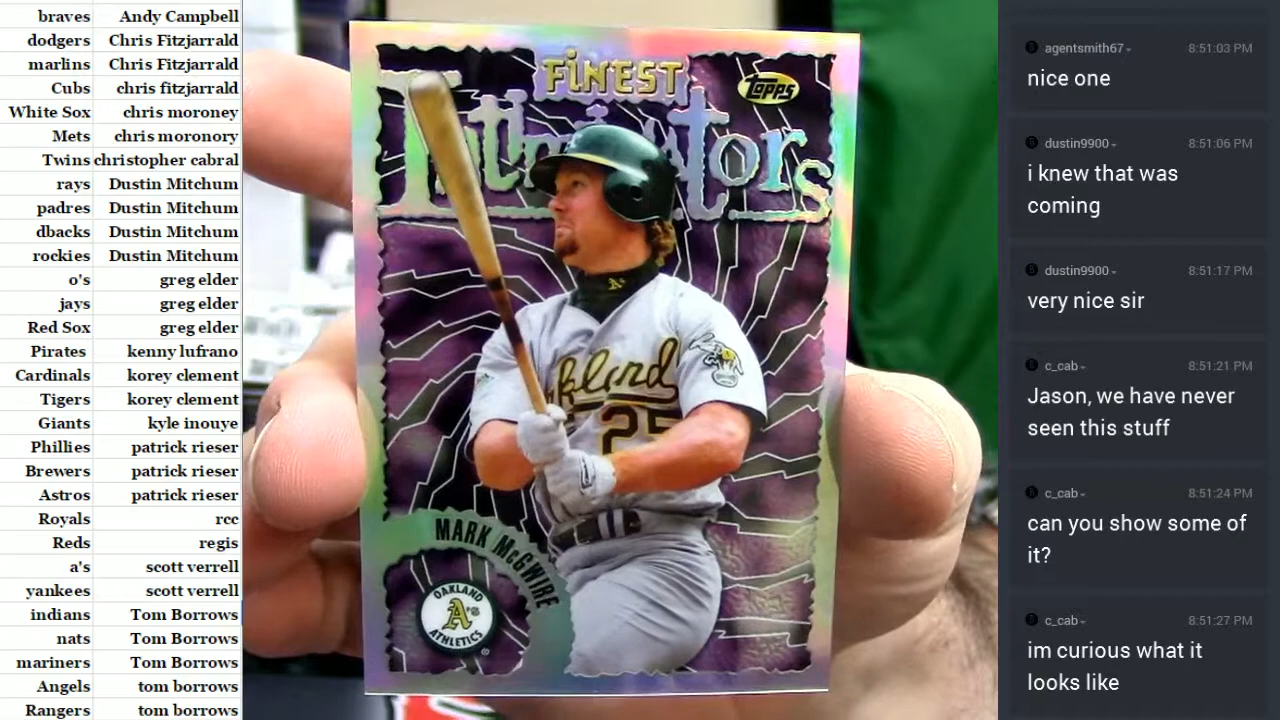 braves Andy Campbell
dodgers Chris Fitzjarrald
marlins Chris Fitzjarrald
Cubs chris fitzjarrald
White Sox chris moroney
Mets chris moronory
Twins christopher cabral
rays Dustin Mitchum
padres Dustin Mitchum
dbacks Dustin Mitchum
rockies Dustin Mitchum
o's greg elder
jays greg elder
Red Sox greg elder
Pirates kenny lufrano
Cardinals korey clement
Tigers korey clement
Giants kyle inouye
Phillies patrick rieser
Brewers patrick rieser
Astros patrick rieser
Royals rcc
Reds regis
a's scott verrell
yankees scott verrell
indians Tom Borrows
nats Tom Borrows
mariners Tom Borrows
Angels tom borrows
Rangers tom borrows
FINEST
Topps
Intimidators
A's
Oakland
25
MARK McGWIRE
OAKLAND
A's
ATHLETICS
agentsmith67 8:51:03 PM
nice one
dustin9900 8:51:06 PM
i knew that was
coming
dustin9900 8:51:17 PM
very nice sir
c_cab 8:51:21 PM
Jason, we have never
seen this stuff
c_cab 8:51:24 PM
can you show some of
it?
c_cab 8:51:27 PM
im curious what it
looks like